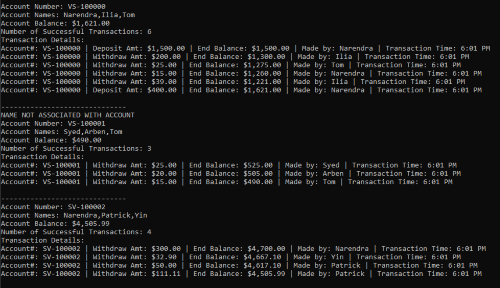 Account Number: VS-100000
Account Names: Narendra,Ilia,Tom
Account Balance: $1,621.00
Number of Successful Transactions: 6
Transaction Details:
Account#: VS-100000 | Deposit Amt: $1,500.00 | End Balance: $1,500.00 | Made by: Narendra | Transaction Time: 6:01 PM
Account#: VS-100000 | Withdraw Amt: $200.00 | End Balance: $1,300.00 | Made by: Ilia | Transaction Time: 6:01 PM
Account#: VS-100000 | Withdraw Amt: $25.00 | End Balance: $1,275.00 | Made by: Tom | Transaction Time: 6:01 PM
Account#: VS-100000 | Withdraw Amt: $15.00 | End Balance: $1,260.00 | Made by: Narendra | Transaction Time: 6:01 PM
Account#: VS-100000 | Withdraw Amt: $39.00 | End Balance: $1,221.00 | Made by: Ilia | Transaction Time: 6:01 PM
Account#: VS-100000 | Deposit Amt: $400.00 | End Balance: $1,621.00 | Made by: Narendra | Transaction Time: 6:01 PM
------------------------------
NAME NOT ASSOCIATED WITH ACCOUNT
Account Number: VS-100001
Account Names: Syed,Arben,Tom
Account Balance: $490.00
Number of Successful Transactions: 3
Transaction Details:
Account#: VS-100001 | Withdraw Amt: $25.00 | End Balance: $525.00 | Made by: Syed | Transaction Time: 6:01 PM
Account#: VS-100001 | Withdraw Amt: $20.00 | End Balance: $505.00 | Made by: Arben | Transaction Time: 6:01 PM
Account#: VS-100001 | Withdraw Amt: $15.00 | End Balance: $490.00 | Made by: Tom | Transaction Time: 6:01 PM
------------------------------
Account Number: SV-100002
Account Names: Narendra,Patrick,Yin
Account Balance: $4,505.99
Number of Successful Transactions: 4
Transaction Details:
Account#: SV-100002 | Withdraw Amt: $300.00 | End Balance: $4,700.00 | Made by: Narendra | Transaction Time: 6:01 PM
Account#: SV-100002 | Withdraw Amt: $32.90 | End Balance: $4,667.10 | Made by: Yin | Transaction Time: 6:01 PM
Account#: SV-100002 | Withdraw Amt: $50.00 | End Balance: $4,617.10 | Made by: Patrick | Transaction Time: 6:01 PM
Account#: SV-100002 | Withdraw Amt: $111.11 | End Balance: $4,505.99 | Made by: Patrick | Transaction Time: 6:01 PM